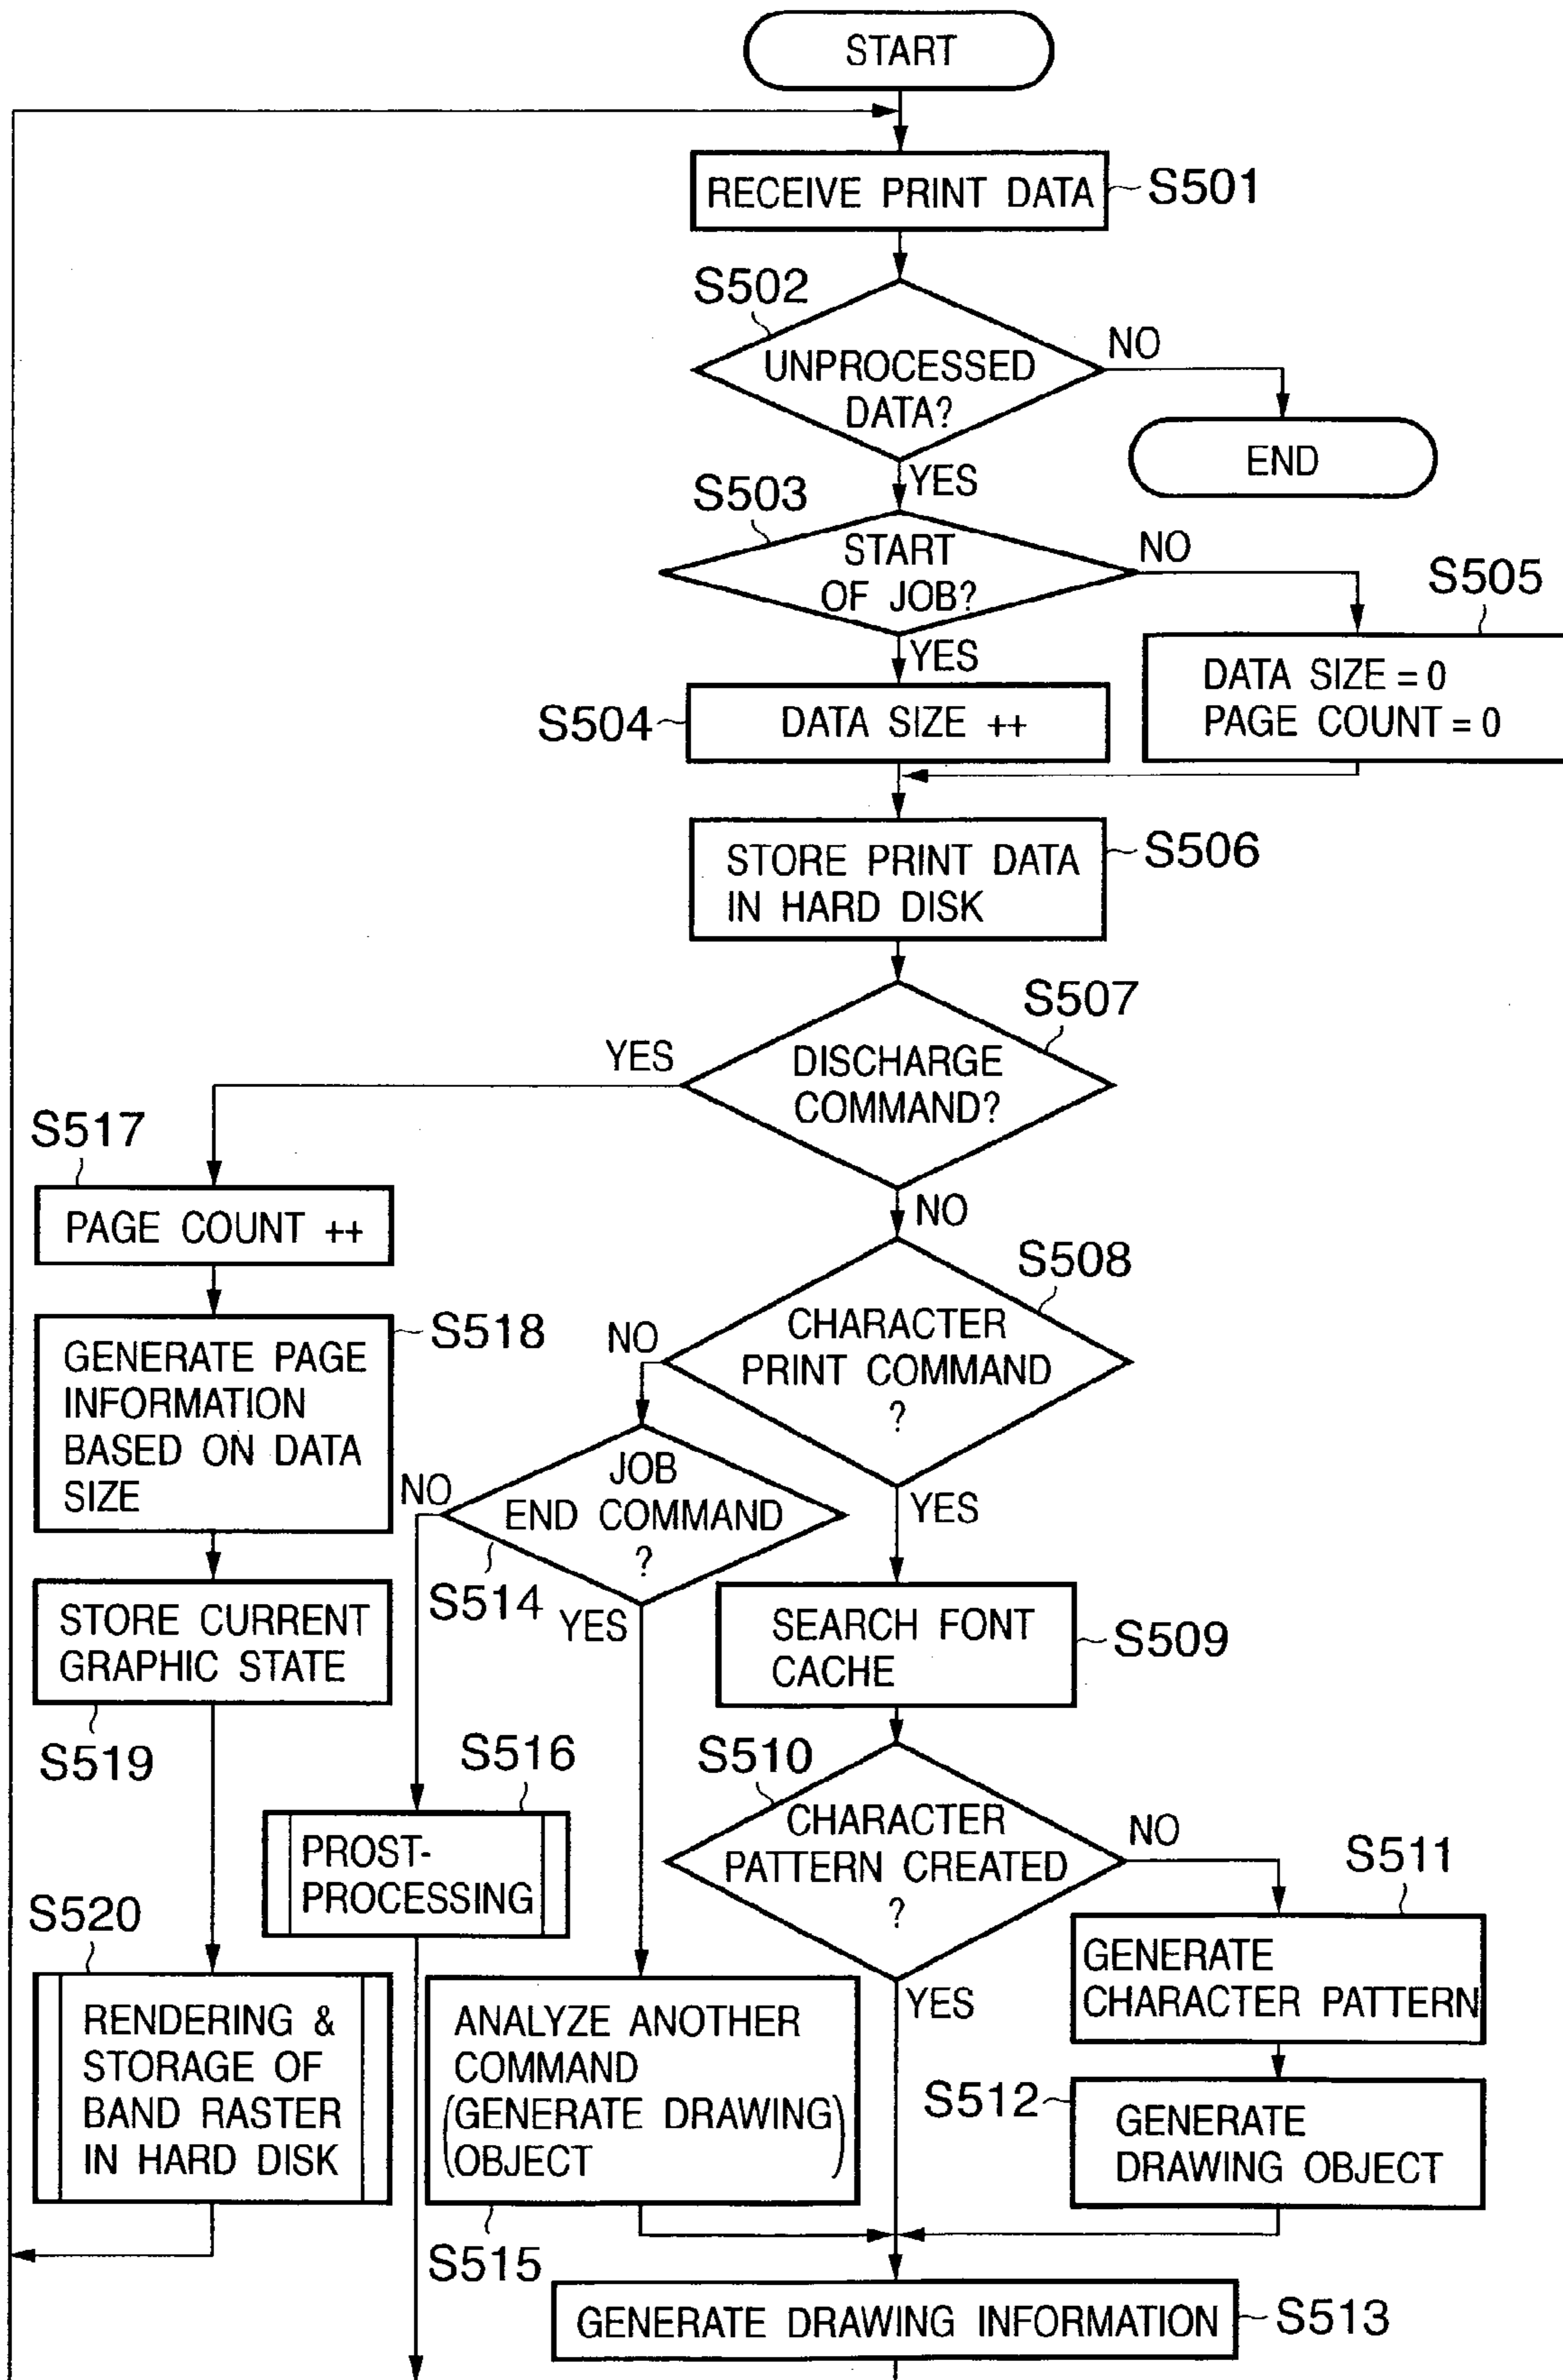 START
RECEIVE PRINT DATA
S501
S502
UNPROCESSED
DATA?
NO
END
YES
S503
START
OF JOB?
NO
S505
YES
DATA SIZE = 0
PAGE COUNT = 0
S504
DATA SIZE ++
STORE PRINT DATA
IN HARD DISK
S506
S507
DISCHARGE
COMMAND?
YES
S517
PAGE COUNT ++
NO
S508
CHARACTER
PRINT COMMAND
?
NO
S518
GENERATE PAGE
INFORMATION
BASED ON DATA
SIZE
JOB
END COMMAND
?
NO
S514
YES
YES
STORE CURRENT
GRAPHIC STATE
S519
SEARCH FONT
CACHE
S509
S516
PROST-
PROCESSING
S510
CHARACTER
PATTERN CREATED
?
NO
S511
GENERATE
CHARACTER PATTERN
YES
S520
RENDERING &
STORAGE OF
BAND RASTER
IN HARD DISK
ANALYZE ANOTHER
COMMAND
(GENERATE DRAWING
OBJECT)
S515
S512
GENERATE
DRAWING OBJECT
GENERATE DRAWING INFORMATION
S513